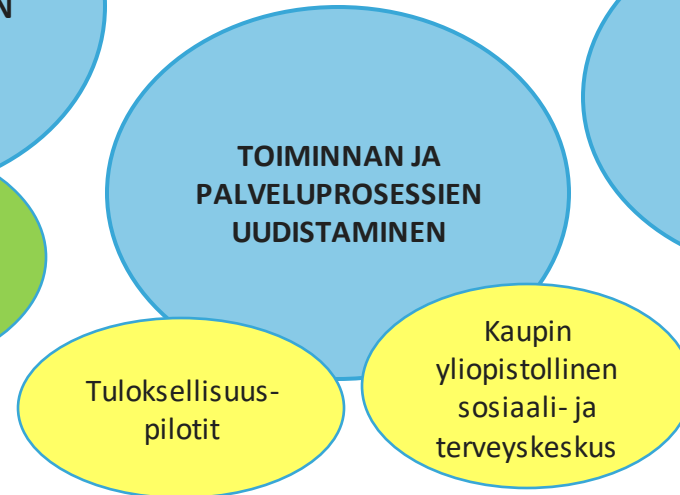 N
TOIMINNAN JA
PALVELUPROSESSIEN
UUDISTAMINEN
Tuloksellisuus-
pilotit
Kaupin
yliopistollinen
sosiaali- ja
terveyskeskus